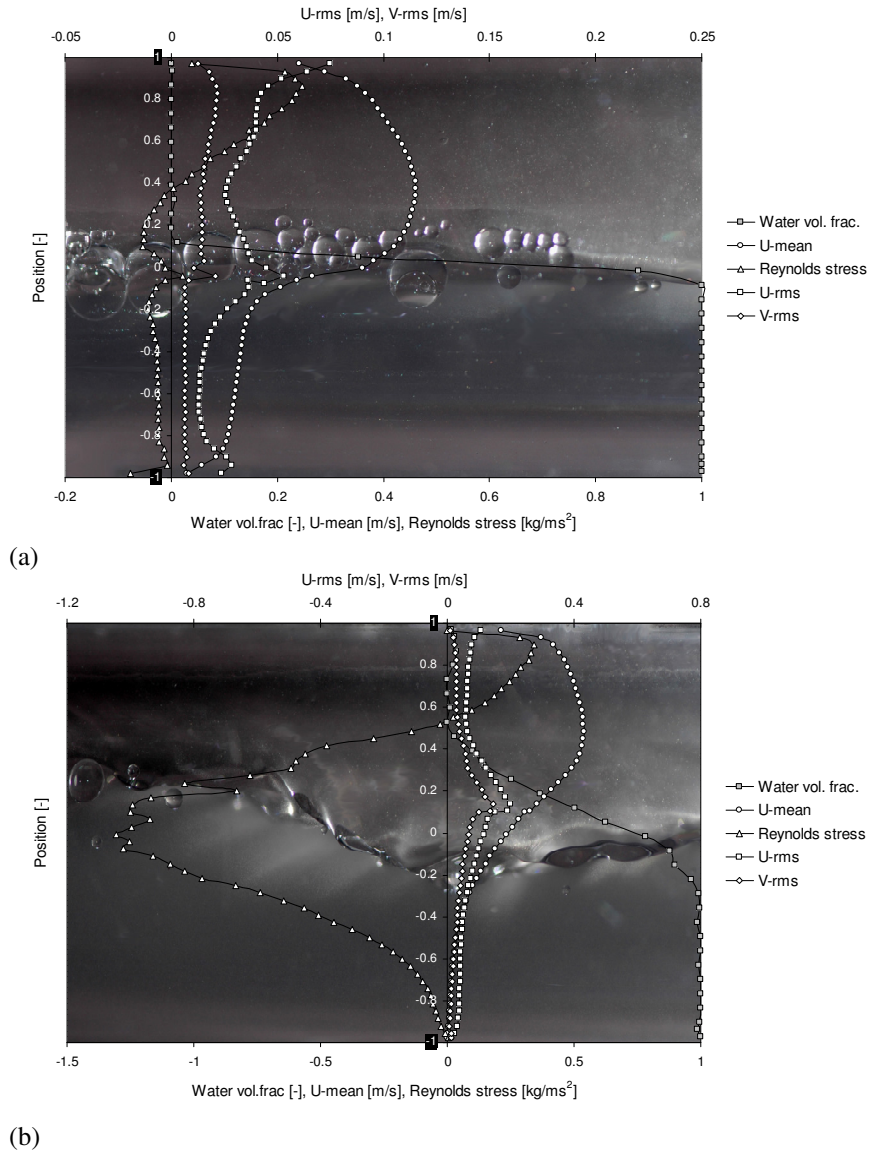 U-rms [m/s], V-rms [m/s]
-0.05 0 0.05 0.1 0.15 0.2 0.25
1
0.8
0.6
0.4
0.2
0
-0.2
-0.4
-0.6
-0.8
-1
Position [-]
-0.2 0 0.2 0.4 0.6 0.8 1
Water vol.frac [-], U-mean [m/s], Reynolds stress [kg/ms²]
Water vol. frac.
U-mean
Reynolds stress
U-rms
V-rms
(a)
U-rms [m/s], V-rms [m/s]
-1.2 -0.8 -0.4 0 0.4 0.8
1
0.8
0.6
0.4
0.2
0
-0.2
-0.4
-0.6
-0.8
-1
Position [-]
-1.5 -1 -0.5 0 0.5 1
Water vol.frac [-], U-mean [m/s], Reynolds stress [kg/ms²]
Water vol. frac.
U-mean
Reynolds stress
U-rms
V-rms
(b)